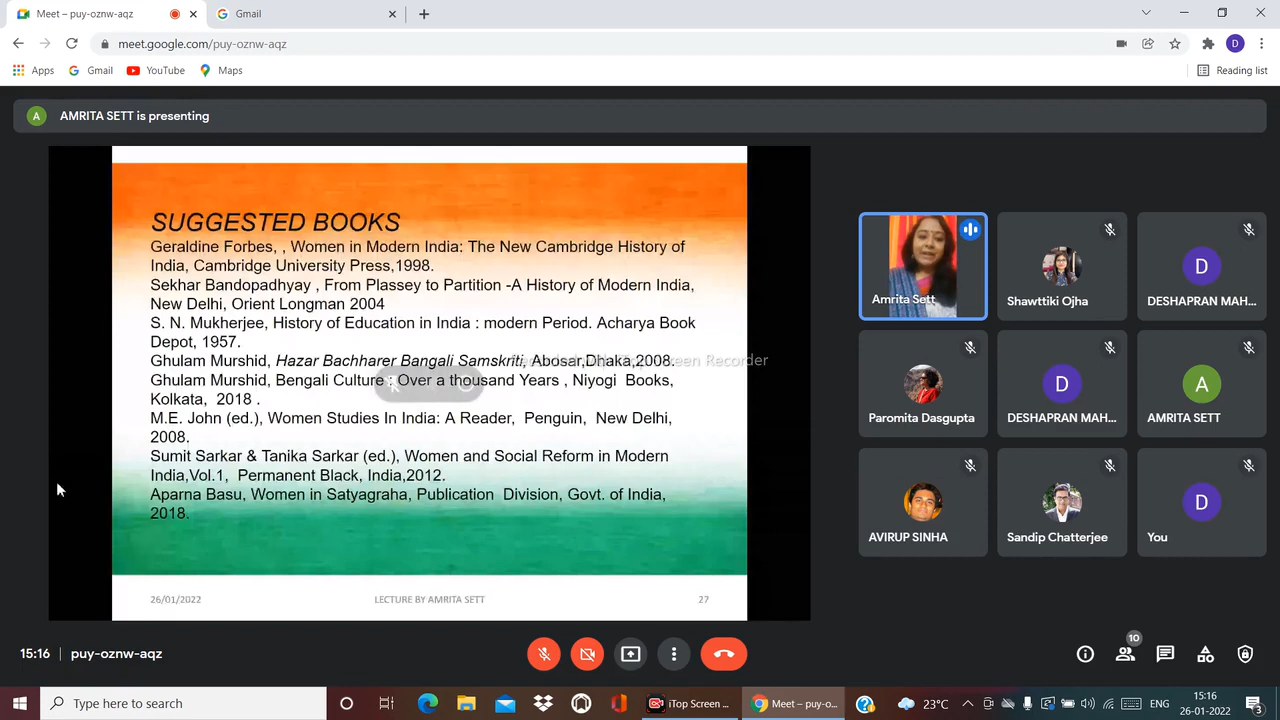 Meet – puy-oznw-aqz
Gmail
meet.google.com/puy-oznw-aqz
Apps
Gmail
YouTube
Maps
Reading list
A
AMRITA SETT is presenting
SUGGESTED BOOKS
Geraldine Forbes, , Women in Modern India: The New Cambridge History of
India, Cambridge University Press,1998.
Sekhar Bandopadhyay , From Plassey to Partition -A History of Modern India,
New Delhi, Orient Longman 2004
S. N. Mukherjee, History of Education in India : modern Period. Acharya Book
Depot, 1957.
Ghulam Murshid, Hazar Bachharer Bangali Samskriti, Abosar,Dhaka,2008.
Ghulam Murshid, Bengali Culture : Over a thousand Years , Niyogi Books,
Kolkata, 2018 .
M.E. John (ed.), Women Studies In India: A Reader, Penguin, New Delhi,
2008.
Sumit Sarkar & Tanika Sarkar (ed.), Women and Social Reform in Modern
India,Vol.1, Permanent Black, India,2012.
Aparna Basu, Women in Satyagraha, Publication Division, Govt. of India,
2018.
26/01/2022
LECTURE BY AMRITA SETT
27
Screen Recorder
Amrita Sett
Shawttiki Ojha
D
DESHAPRAN MAH...
Paromita Dasgupta
D
DESHAPRAN MAH...
A
AMRITA SETT
AVIRUP SINHA
Sandip Chatterjee
D
You
15:16 | puy-oznw-aqz
10
Type here to search
iTop Screen ...
Meet – puy-o...
23°C
ENG
15:16
26-01-2022
3
D